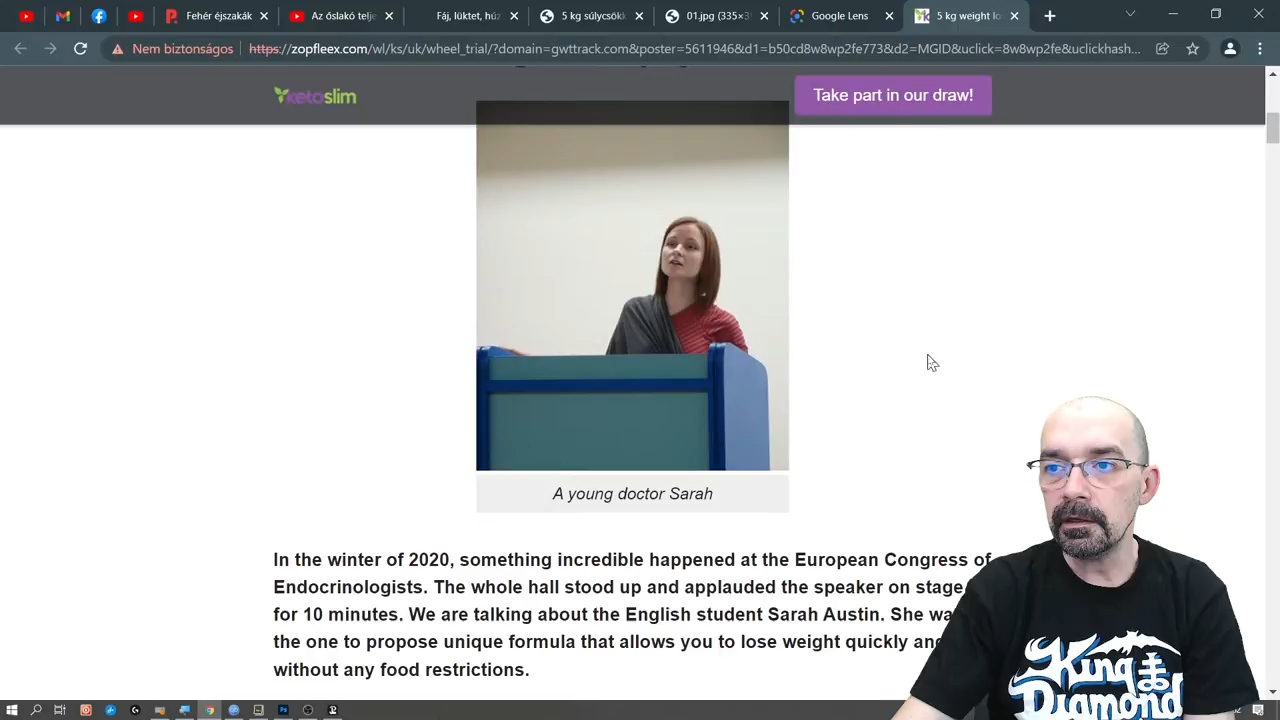 Fehér éjszakák
Az őslakó telje
Fáj, lüktet, húz
5 kg súlycsökk
01.jpg (335×3
Google Lens
5 kg weight lo
Nem biztonságos
https://zopfleex.com/wl/ks/uk/wheel_trial/?domain=gwttrack.com&poster=5611946&d1=b50cd8w8wp2fe773&d2=MGID&uclick=8w8wp2fe&uclickhash...
ketoslim
Take part in our draw!
A young doctor Sarah
In the winter of 2020, something incredible happened at the European Congress of
Endocrinologists. The whole hall stood up and applauded the speaker on stage
for 10 minutes. We are talking about the English student Sarah Austin. She wa
the one to propose unique formula that allows you to lose weight quickly and
without any food restrictions.
King
Diamond